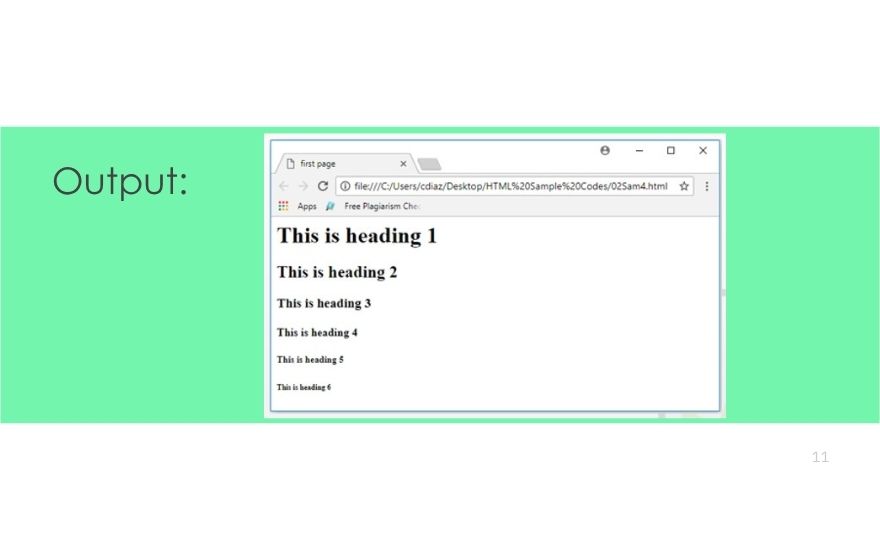 Output:
first page
file:///C:/Users/cdiaz/Desktop/HTML%20Sample%20Codes/02Sam4.html
Apps Free Plagiarism Che
This is heading 1
This is heading 2
This is heading 3
This is heading 4
This is heading 5
This is heading 6
11